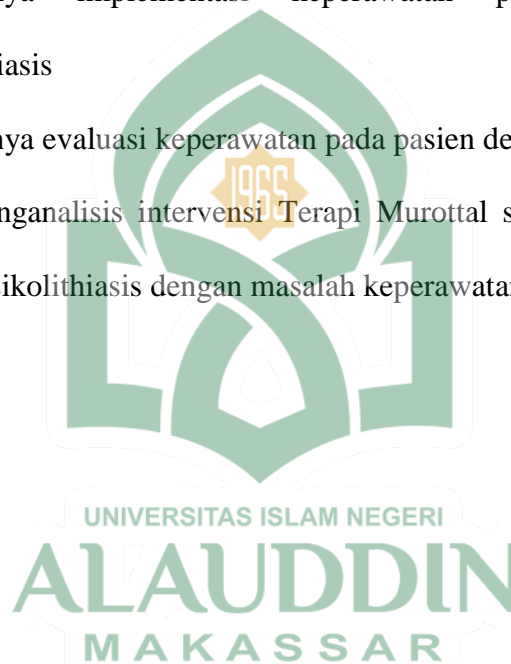 nya implementasi keperawatan p
iasis
nya evaluasi keperawatan pada pasien de
1965
nganalisis intervensi Terapi Murottal s
sikolithiasis dengan masalah keperawatan
UNIVERSITAS ISLAM NEGERI
ALAUDDIN
MAKASSAR